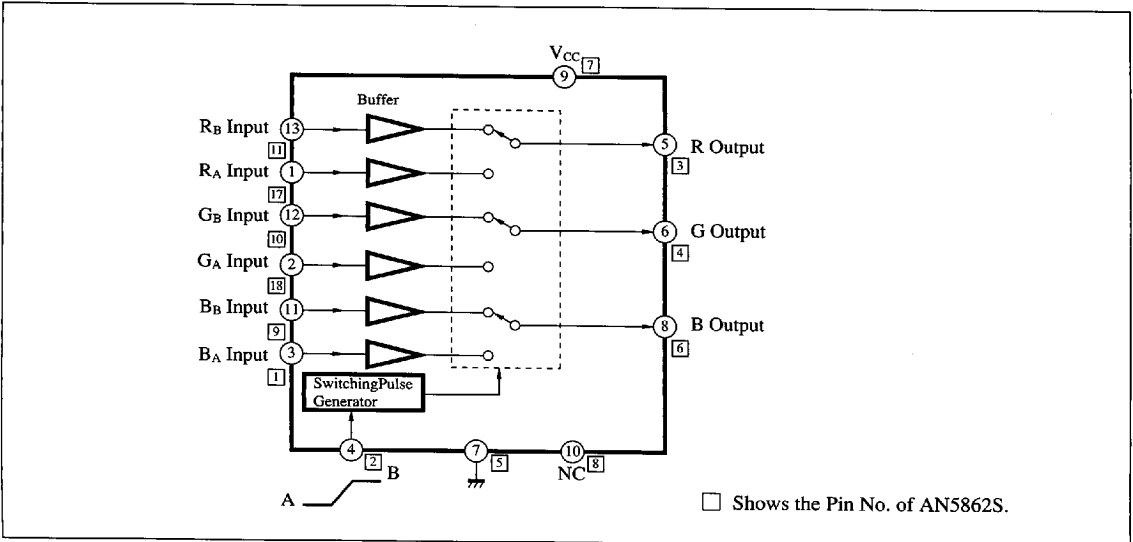 VCC 7
9
Buffer
RB Input 13
11
5 R Output
3
RA Input 1
17
GB Input 12
10
6 G Output
4
GA Input 2
18
BB Input 11
9
8 B Output
6
BA Input 3
1
SwitchingPulse
Generator
4
2
7
5
10
8
NC
B
A
□ Shows the Pin No. of AN5862S.